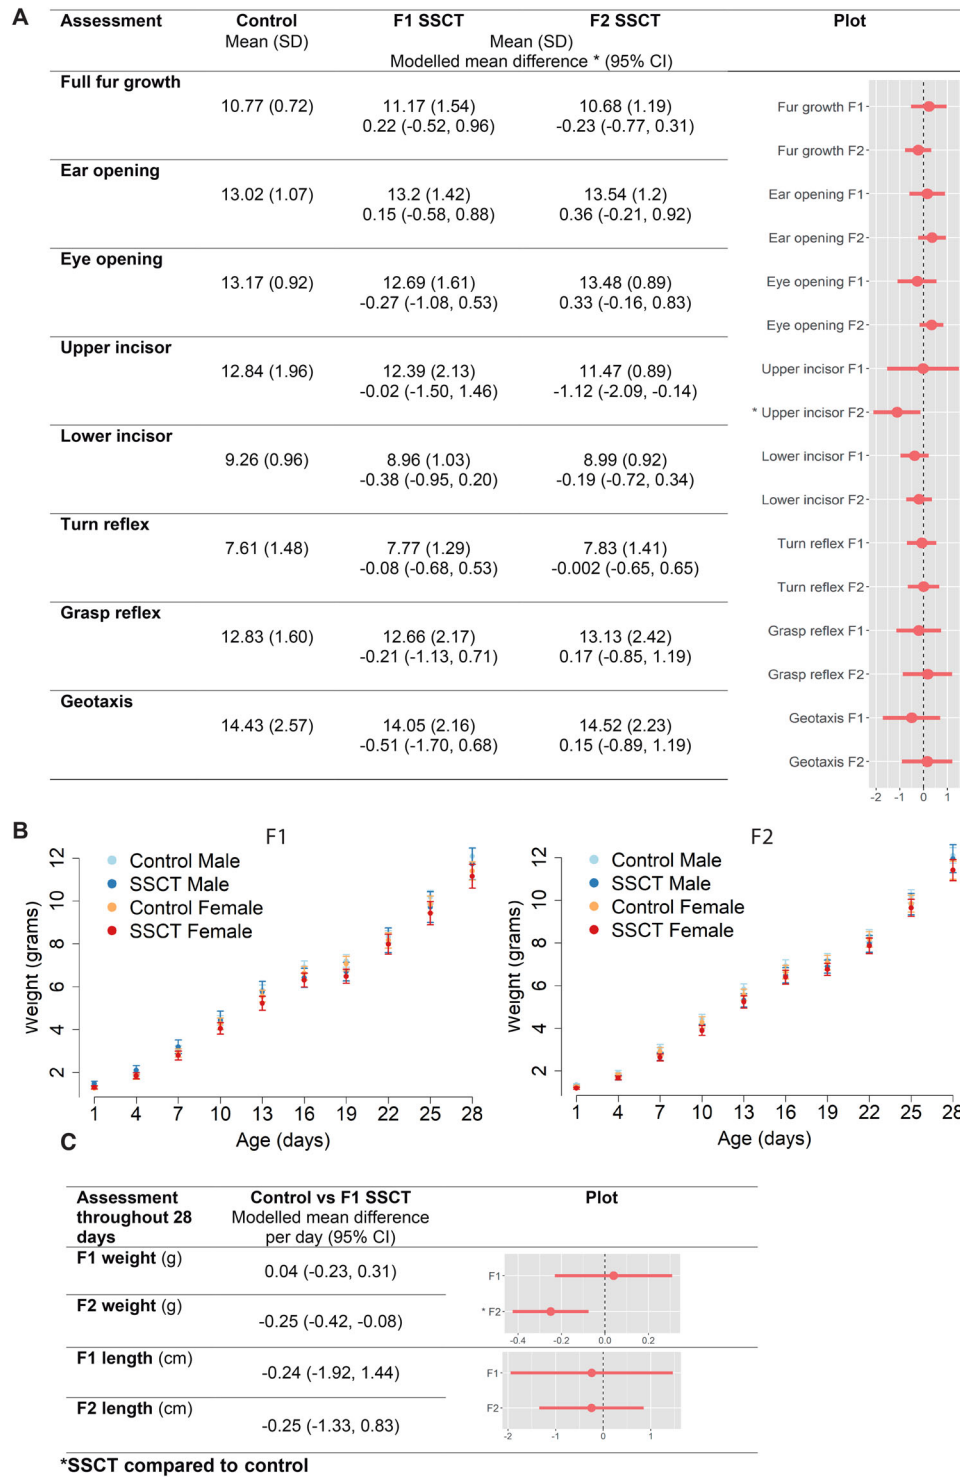 A
Assessment Control F1 SSCT F2 SSCT Plot
Mean (SD) Mean (SD)
Modelled mean difference * (95% CI)
Full fur growth
10.77 (0.72) 11.17 (1.54) 10.68 (1.19)
0.22 (-0.52, 0.96) -0.23 (-0.77, 0.31)
Ear opening
13.02 (1.07) 13.2 (1.42) 13.54 (1.2)
0.15 (-0.58, 0.88) 0.36 (-0.21, 0.92)
Eye opening
13.17 (0.92) 12.69 (1.61) 13.48 (0.89)
-0.27 (-1.08, 0.53) 0.33 (-0.16, 0.83)
Upper incisor
12.84 (1.96) 12.39 (2.13) 11.47 (0.89)
-0.02 (-1.50, 1.46) -1.12 (-2.09, -0.14)
Lower incisor
9.26 (0.96) 8.96 (1.03) 8.99 (0.92)
-0.38 (-0.95, 0.20) -0.19 (-0.72, 0.34)
Turn reflex
7.61 (1.48) 7.77 (1.29) 7.83 (1.41)
-0.08 (-0.68, 0.53) -0.002 (-0.65, 0.65)
Grasp reflex
12.83 (1.60) 12.66 (2.17) 13.13 (2.42)
-0.21 (-1.13, 0.71) 0.17 (-0.85, 1.19)
Geotaxis
14.43 (2.57) 14.05 (2.16) 14.52 (2.23)
-0.51 (-1.70, 0.68) 0.15 (-0.89, 1.19)
Fur growth F1
Fur growth F2
Ear opening F1
Ear opening F2
Eye opening F1
Eye opening F2
Upper incisor F1
* Upper incisor F2
Lower incisor F1
Lower incisor F2
Turn reflex F1
Turn reflex F2
Grasp reflex F1
Grasp reflex F2
Geotaxis F1
Geotaxis F2
-2 -1 0 1
B
F1
Control Male
SSCT Male
Control Female
SSCT Female
Weight (grams)
12
10
8
6
4
2
1 4 7 10 13 16 19 22 25 28
Age (days)
F2
Control Male
SSCT Male
Control Female
SSCT Female
Weight (grams)
12
10
8
6
4
2
1 4 7 10 13 16 19 22 25 28
Age (days)
C
Assessment Control vs F1 SSCT Plot
throughout 28 Modelled mean difference
days per day (95% CI)
F1 weight (g)
0.04 (-0.23, 0.31)
F2 weight (g)
-0.25 (-0.42, -0.08)
F1
* F2
-0.4 -0.2 0.0 0.2
F1 length (cm)
-0.24 (-1.92, 1.44)
F2 length (cm)
-0.25 (-1.33, 0.83)
F1
F2
-2 -1 0 1
*SSCT compared to control